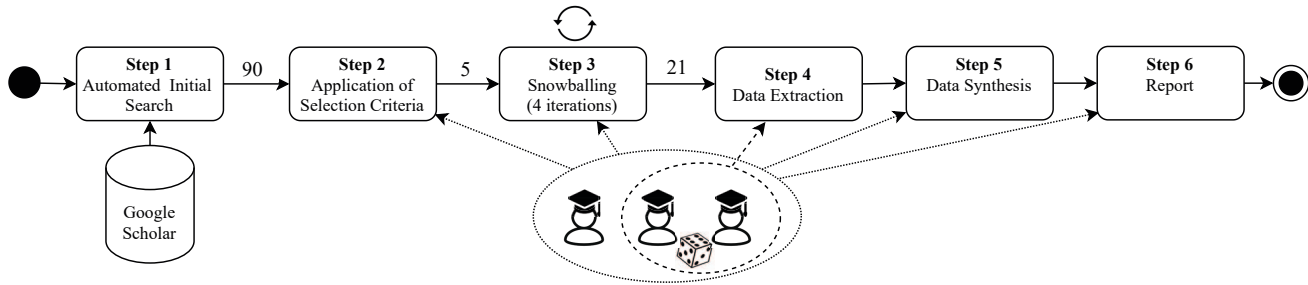 Step 1
Automated Initial
Search
90
Step 2
Application of
Selection Criteria
5
Step 3
Snowballing
(4 iterations)
21
Step 4
Data Extraction
Step 5
Data Synthesis
Step 6
Report
Google
Scholar